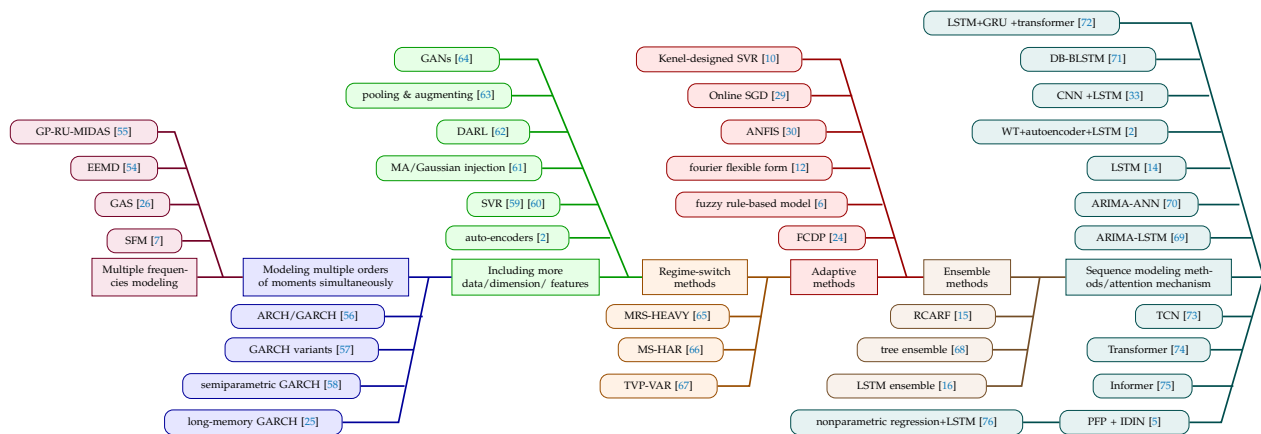 LSTM+GRU +transformer [72]
GANs [64]
Kenel-designed SVR [10]
DB-BLSTM [71]
pooling & augmenting [63]
Online SGD [29]
CNN +LSTM [33]
GP-RU-MIDAS [55]
DARL [62]
ANFIS [30]
WT+autoencoder+LSTM [2]
EEMD [54]
MA/Gaussian injection [61]
fourier flexible form [12]
LSTM [14]
GAS [26]
SVR [59] [60]
fuzzy rule-based model [6]
ARIMA-ANN [70]
SFM [7]
auto-encoders [2]
FCDP [24]
ARIMA-LSTM [69]
Multiple frequen-
cies modeling
Modeling multiple orders
of moments simultaneously
Including more
data/dimension/ features
Regime-switch
methods
Adaptive
methods
Ensemble
methods
Sequence modeling meth-
ods/attention mechanism
ARCH/GARCH [56]
MRS-HEAVY [65]
RCARF [15]
TCN [73]
GARCH variants [57]
MS-HAR [66]
tree ensemble [68]
Transformer [74]
semiparametric GARCH [58]
TVP-VAR [67]
LSTM ensemble [16]
Informer [75]
long-memory GARCH [25]
nonparametric regression+LSTM [76]
PFP + IDIN [5]